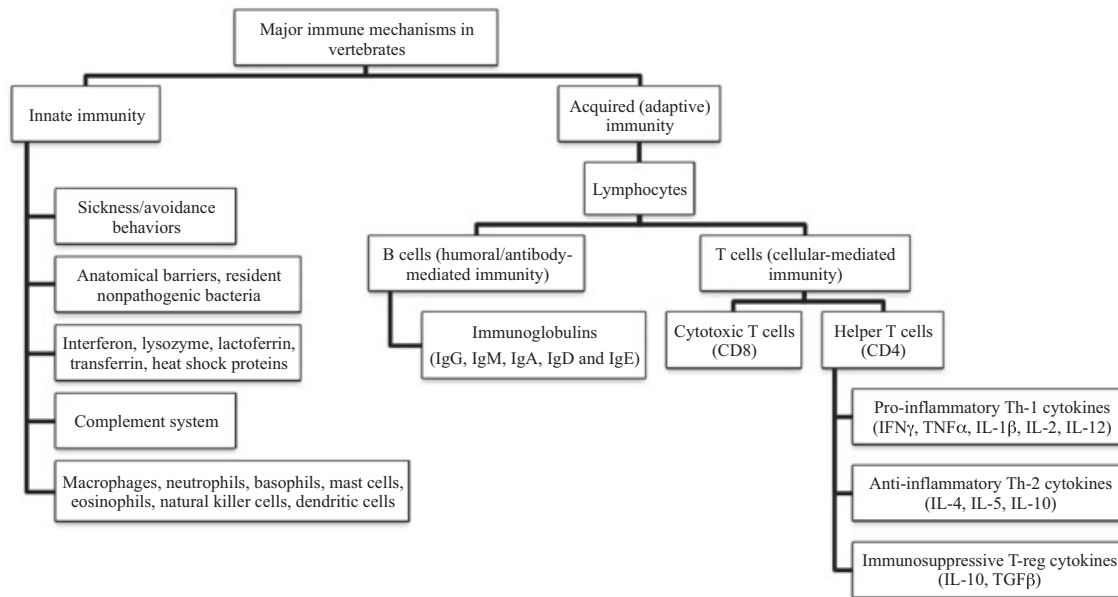 Major immune mechanisms in
vertebrates
Innate immunity
Acquired (adaptive)
immunity
Lymphocytes
Sickness/avoidance
behaviors
Anatomical barriers, resident
nonpathogenic bacteria
Interferon, lysozyme, lactoferrin,
transferrin, heat shock proteins
Complement system
Macrophages, neutrophils, basophils, mast cells,
eosinophils, natural killer cells, dendritic cells
B cells (humoral/antibody-
mediated immunity)
Immunoglobulins
(IgG, IgM, IgA, IgD and IgE)
T cells (cellular-mediated
immunity)
Cytotoxic T cells
(CD8)
Helper T cells
(CD4)
Pro-inflammatory Th-1 cytokines
(IFNγ, TNFα, IL-1β, IL-2, IL-12)
Anti-inflammatory Th-2 cytokines
(IL-4, IL-5, IL-10)
Immunosuppressive T-reg cytokines
(IL-10, TGFβ)